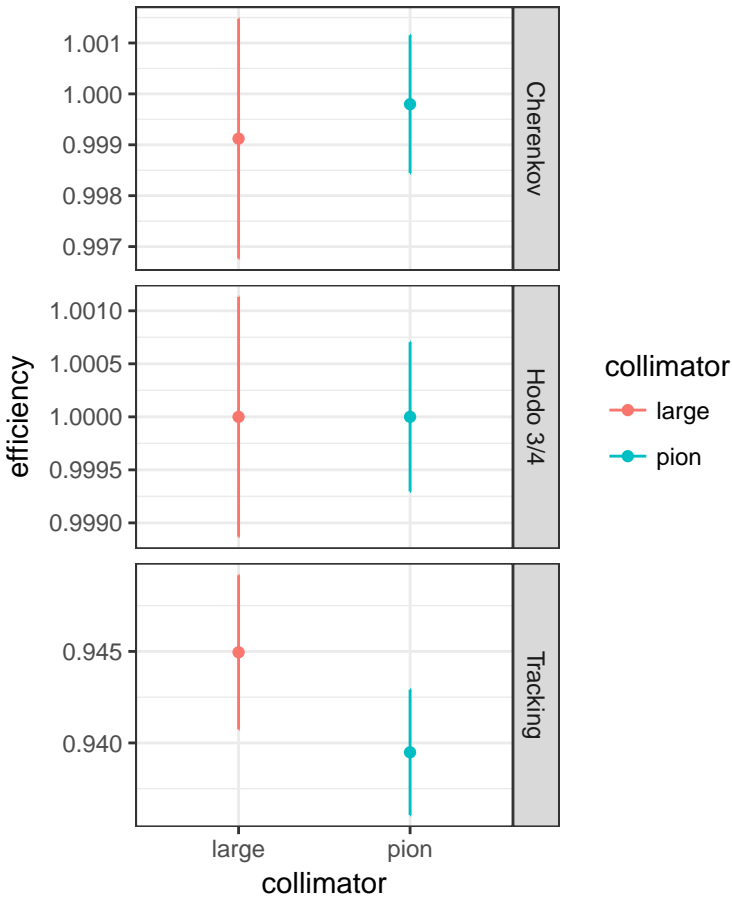 1.001
1.000
0.999
0.998
0.997
Cherenkov
1.0010
1.0005
1.0000
0.9995
0.9990
Hodo 3/4
efficiency
0.945
0.940
Tracking
large
pion
collimator
collimator
large
pion